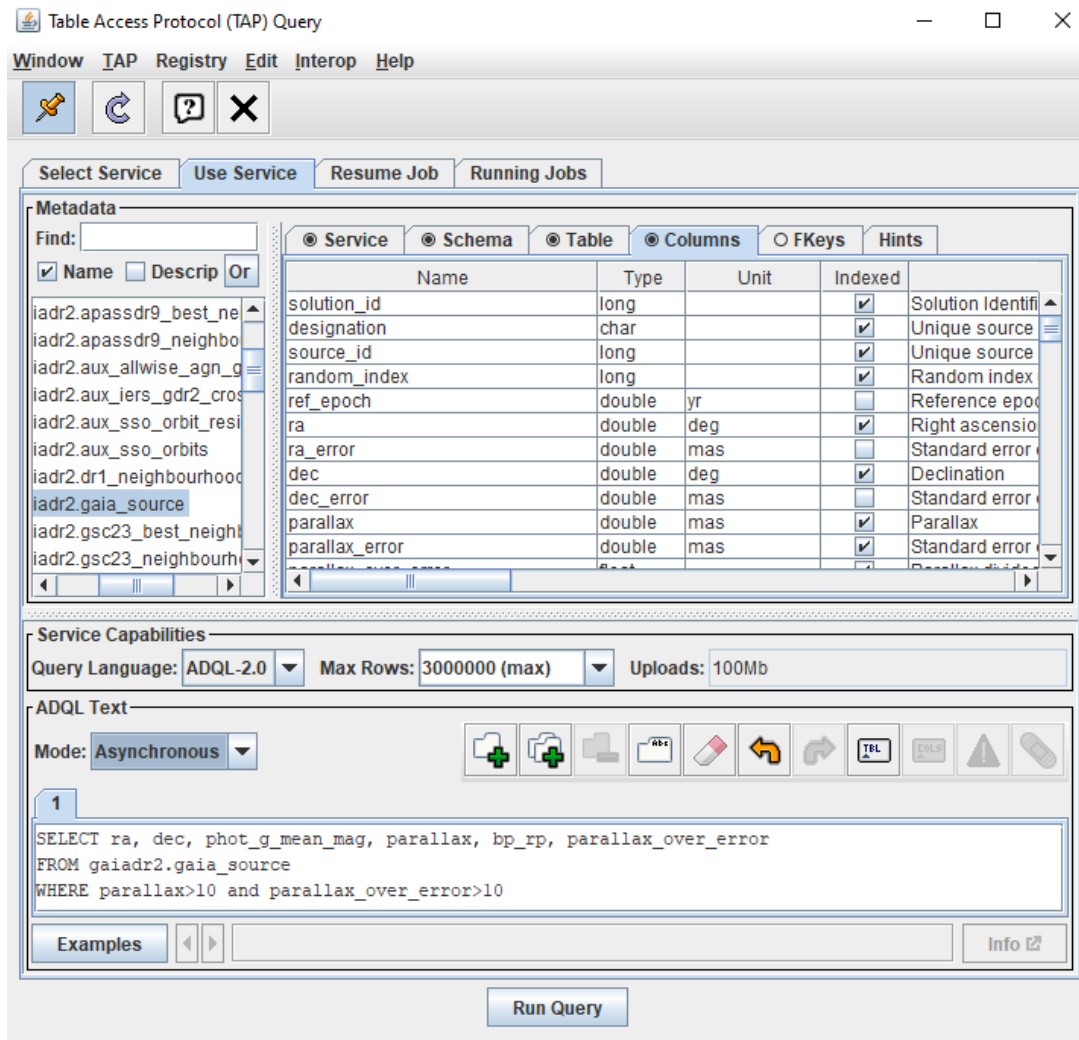 Table Access Protocol (TAP) Query
Window TAP Registry Edit Interop Help
Select Service Use Service Resume Job Running Jobs
Metadata
Find:
Name Descrip Or
iadr2.apassdr9_best_ne
iadr2.apassdr9_neighbo
iadr2.aux_allwise_agn_g
iadr2.aux_iers_gdr2_cros
iadr2.aux_sso_orbit_resi
iadr2.aux_sso_orbits
iadr2.dr1_neighbourhood
iadr2.gaia_source
iadr2.gsc23_best_neighb
iadr2.gsc23_neighbourh
Service Schema Table Columns FKeys Hints
Name Type Unit Indexed
solution_id long Solution Identifi
designation char Unique source
source_id long Unique source
random_index long Random index
ref_epoch double yr Reference epoc
ra double deg Right ascensio
ra_error double mas Standard error
dec double deg Declination
dec_error double mas Standard error
parallax double mas Parallax
parallax_error double mas Standard error
Service Capabilities
Query Language: ADQL-2.0 Max Rows: 3000000 (max) Uploads: 100Mb
ADQL Text
Mode: Asynchronous
Abc TBL COLS
1
SELECT ra, dec, phot_g_mean_mag, parallax, bp_rp, parallax_over_error
FROM gaiadr2.gaia_source
WHERE parallax>10 and parallax_over_error>10
Examples Info
Run Query